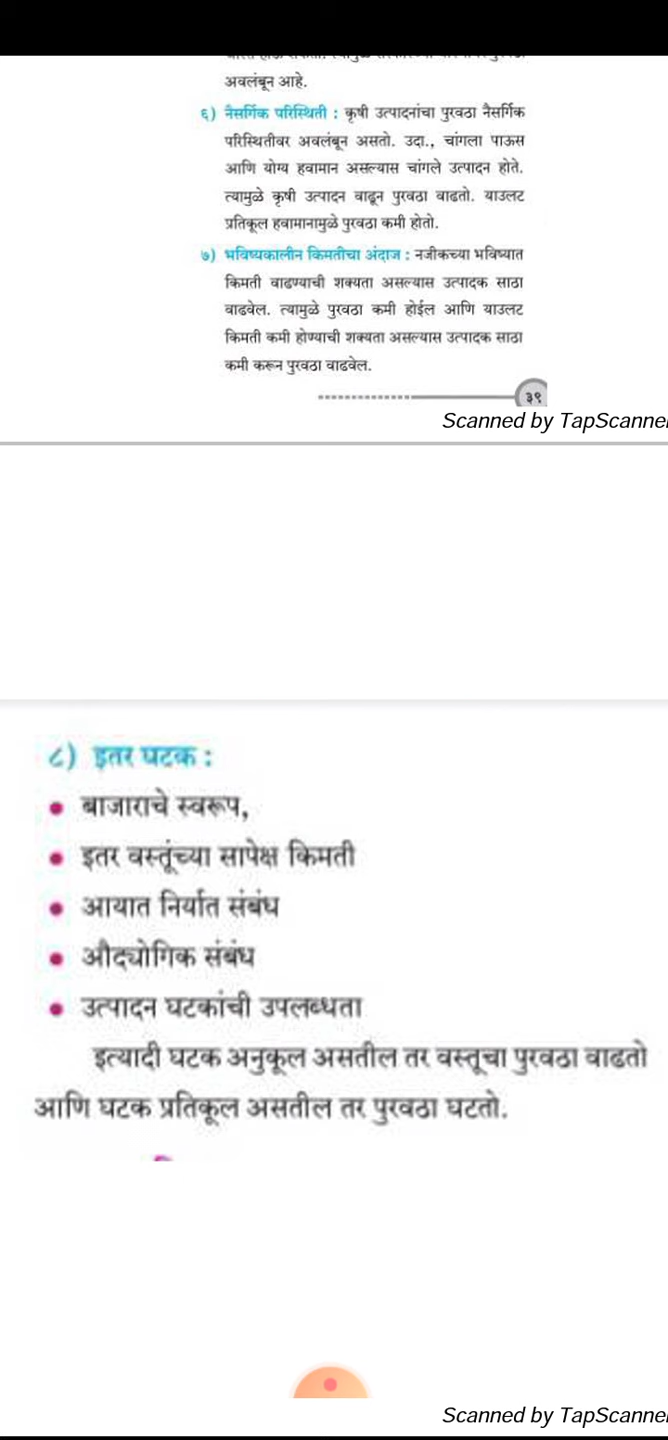 अवलंबून आहे.
६) नैसर्गिक परिस्थिती : कृषी उत्पादनांचा पुरवठा नैसर्गिक
परिस्थितीवर अवलंबून असतो. उदा., चांगला पाऊस
आणि योग्य हवामान असल्यास चांगले उत्पादन होते.
त्यामुळे कृषी उत्पादन वाढून पुरवठा वाढतो. याउलट
प्रतिकूल हवामानामुळे पुरवठा कमी होतो.
७) भविष्यकालीन किमतीचा अंदाज : नजीकच्या भविष्यात
किमती वाढण्याची शक्यता असल्यास उत्पादक साठा
वाढवेल. त्यामुळे पुरवठा कमी होईल आणि याउलट
किमती कमी होण्याची शक्यता असल्यास उत्पादक साठा
कमी करून पुरवठा वाढवेल.
३९
Scanned by TapScanner
८) इतर घटक :
• बाजाराचे स्वरूप,
• इतर वस्तूंच्या सापेक्ष किमती
• आयात निर्यात संबंध
• औद्योगिक संबंध
• उत्पादन घटकांची उपलब्धता
इत्यादी घटक अनुकूल असतील तर वस्तूचा पुरवठा वाढतो
आणि घटक प्रतिकूल असतील तर पुरवठा घटतो.
Scanned by TapScanner